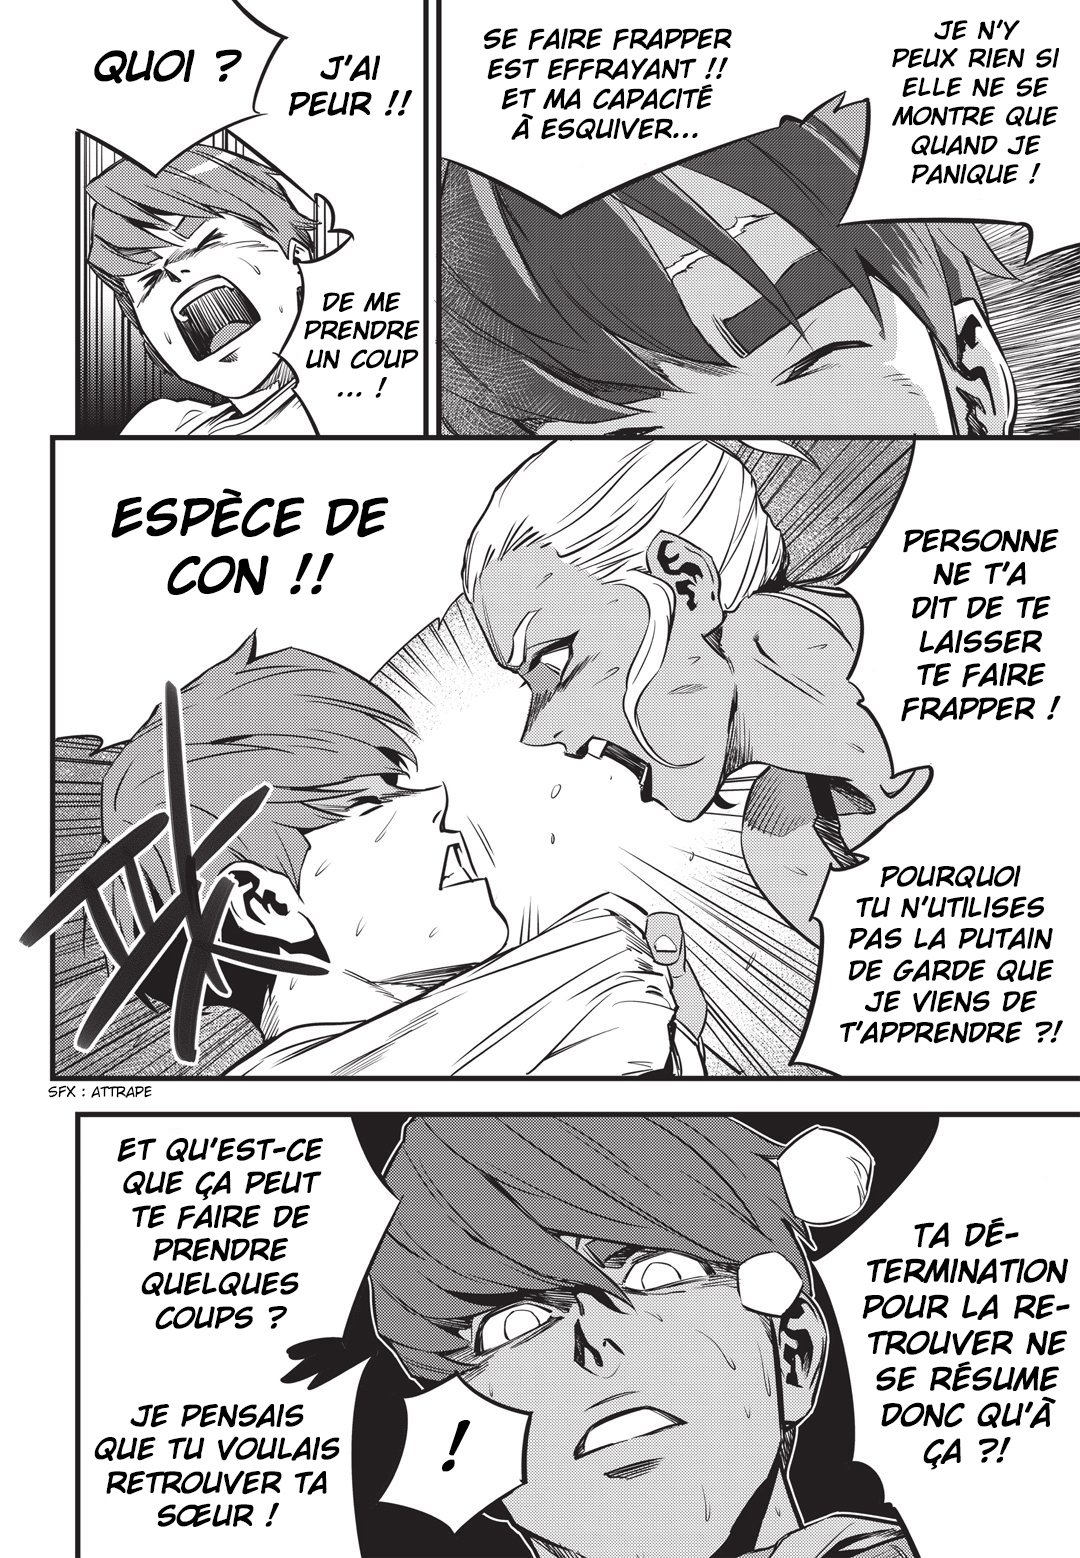 JE N'Y
PEUX RIEN SI
ELLE NE SE
MONTRE QUE
QUAND JE
PANIQUE !
SE FAIRE FRAPPER
EST EFFRAYANT !!
ET MA CAPACITÉ
À ESQUIVER...
J'AI
PEUR !!
QUOI ?
DE ME
PRENDRE
UN COUP
... !
PERSONNE
NE T'A
DIT DE TE
LAISSER
TE FAIRE
FRAPPER !
ESPÈCE DE
CON !!
POURQUOI
TU N'UTILISES
PAS LA PUTAIN
DE GARDE QUE
JE VIENS DE
T'APPRENDRE ?!
SFX : ATTRAPE
TA DÉ-
TERMINATION
POUR LA RE-
TROUVER NE
SE RÉSUME
DONC QU'À
ÇA ?!
ET QU'EST-CE
QUE ÇA PEUT
TE FAIRE DE
PRENDRE
QUELQUES
COUPS ?
JE PENSAIS
QUE TU VOULAIS
RETROUVER TA
SŒUR !
!